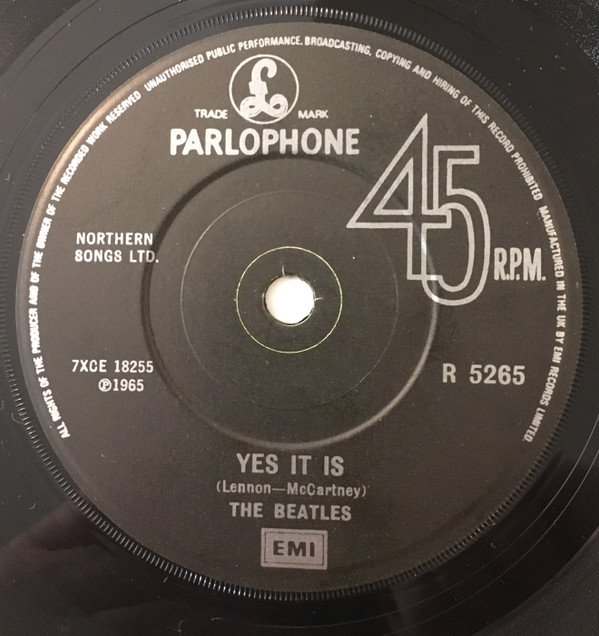 ALL RIGHTS OF THE PRODUCER AND OF THE OWNER OF THE RECORDED WORK RESERVED UNAUTHORISED PUBLIC PERFORMANCE, BROADCASTING, COPYING AND HIRING OF THIS RECORD PROHIBITED MANUFACTURED IN THE UK BY EMI RECORDS LIMITED
£
TRADE MARK
PARLOPHONE
45 R.P.M.
NORTHERN
SONGS LTD.
7XCE 18255
℗1965
R 5265
YES IT IS
(Lennon—McCartney)
THE BEATLES
EMI